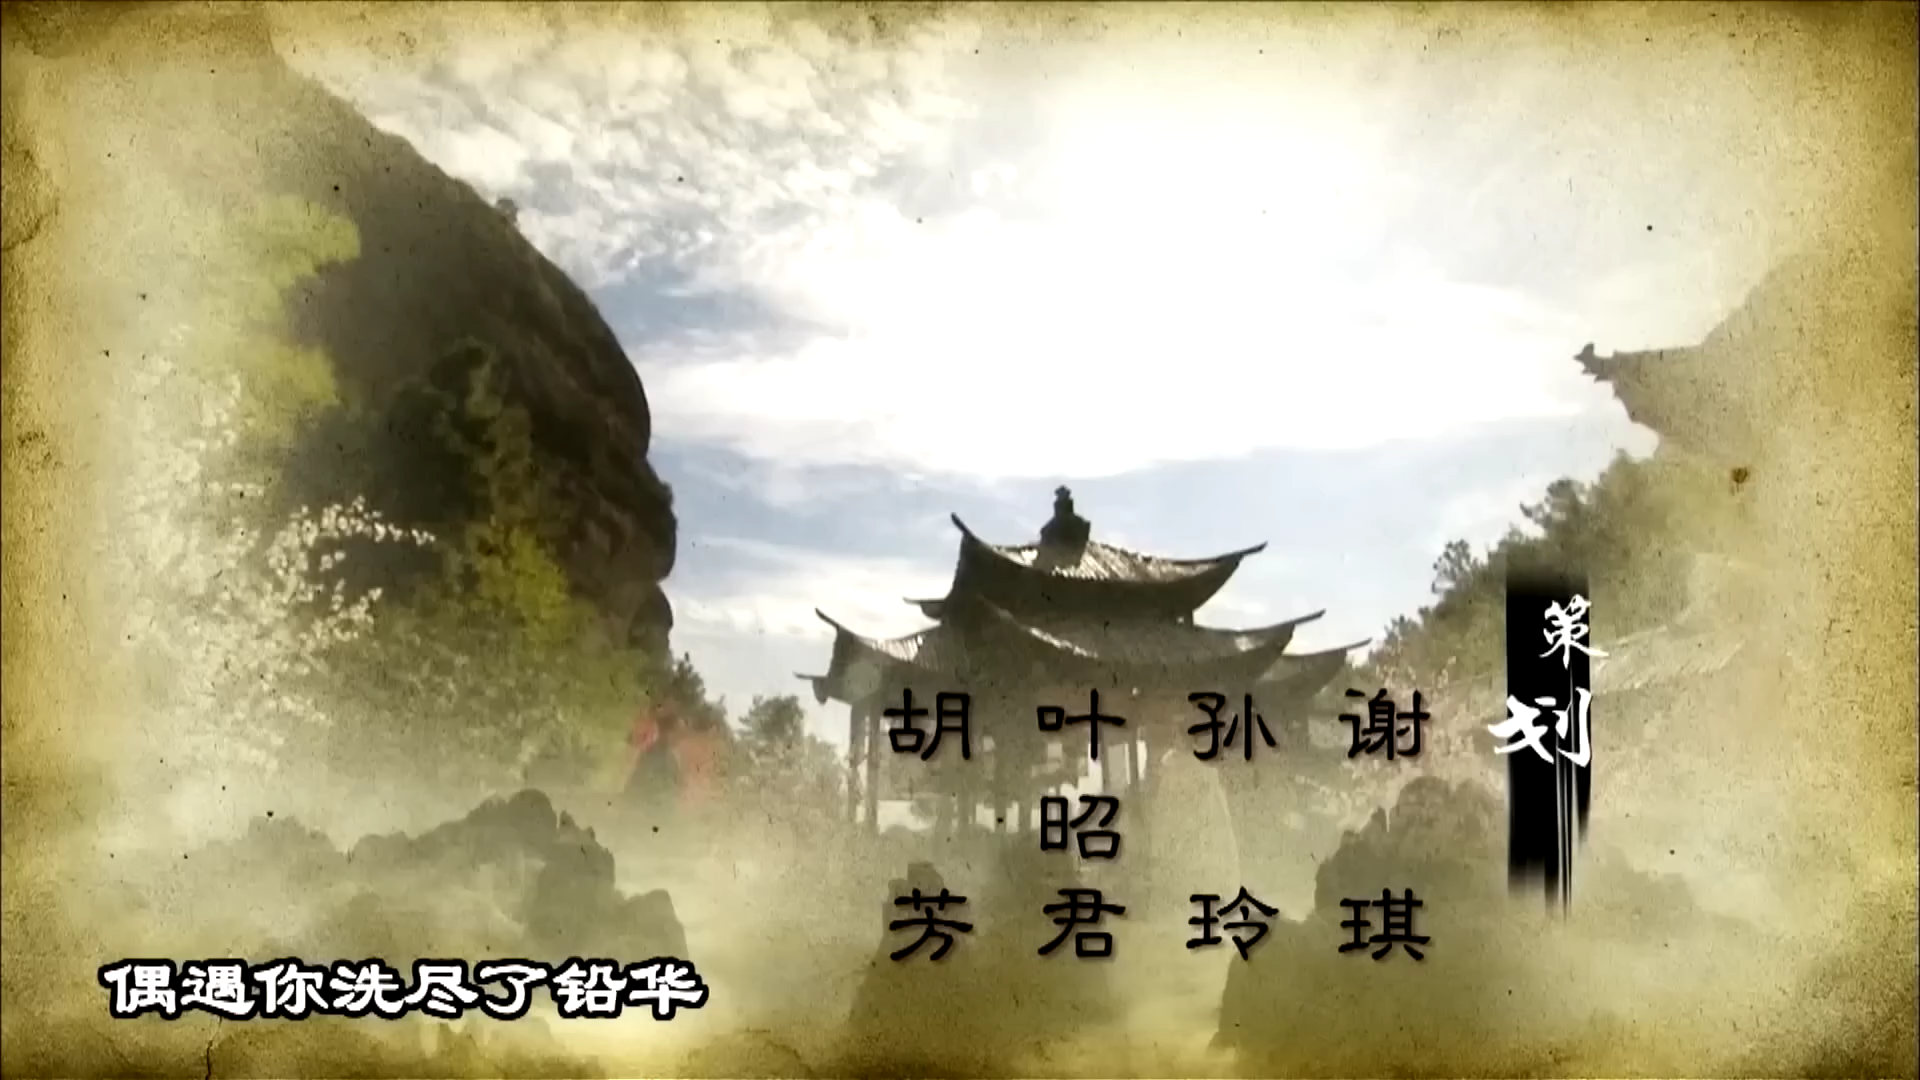 策划
谢琪
孙玲
叶昭君
胡芳
偶遇你洗尽了铅华